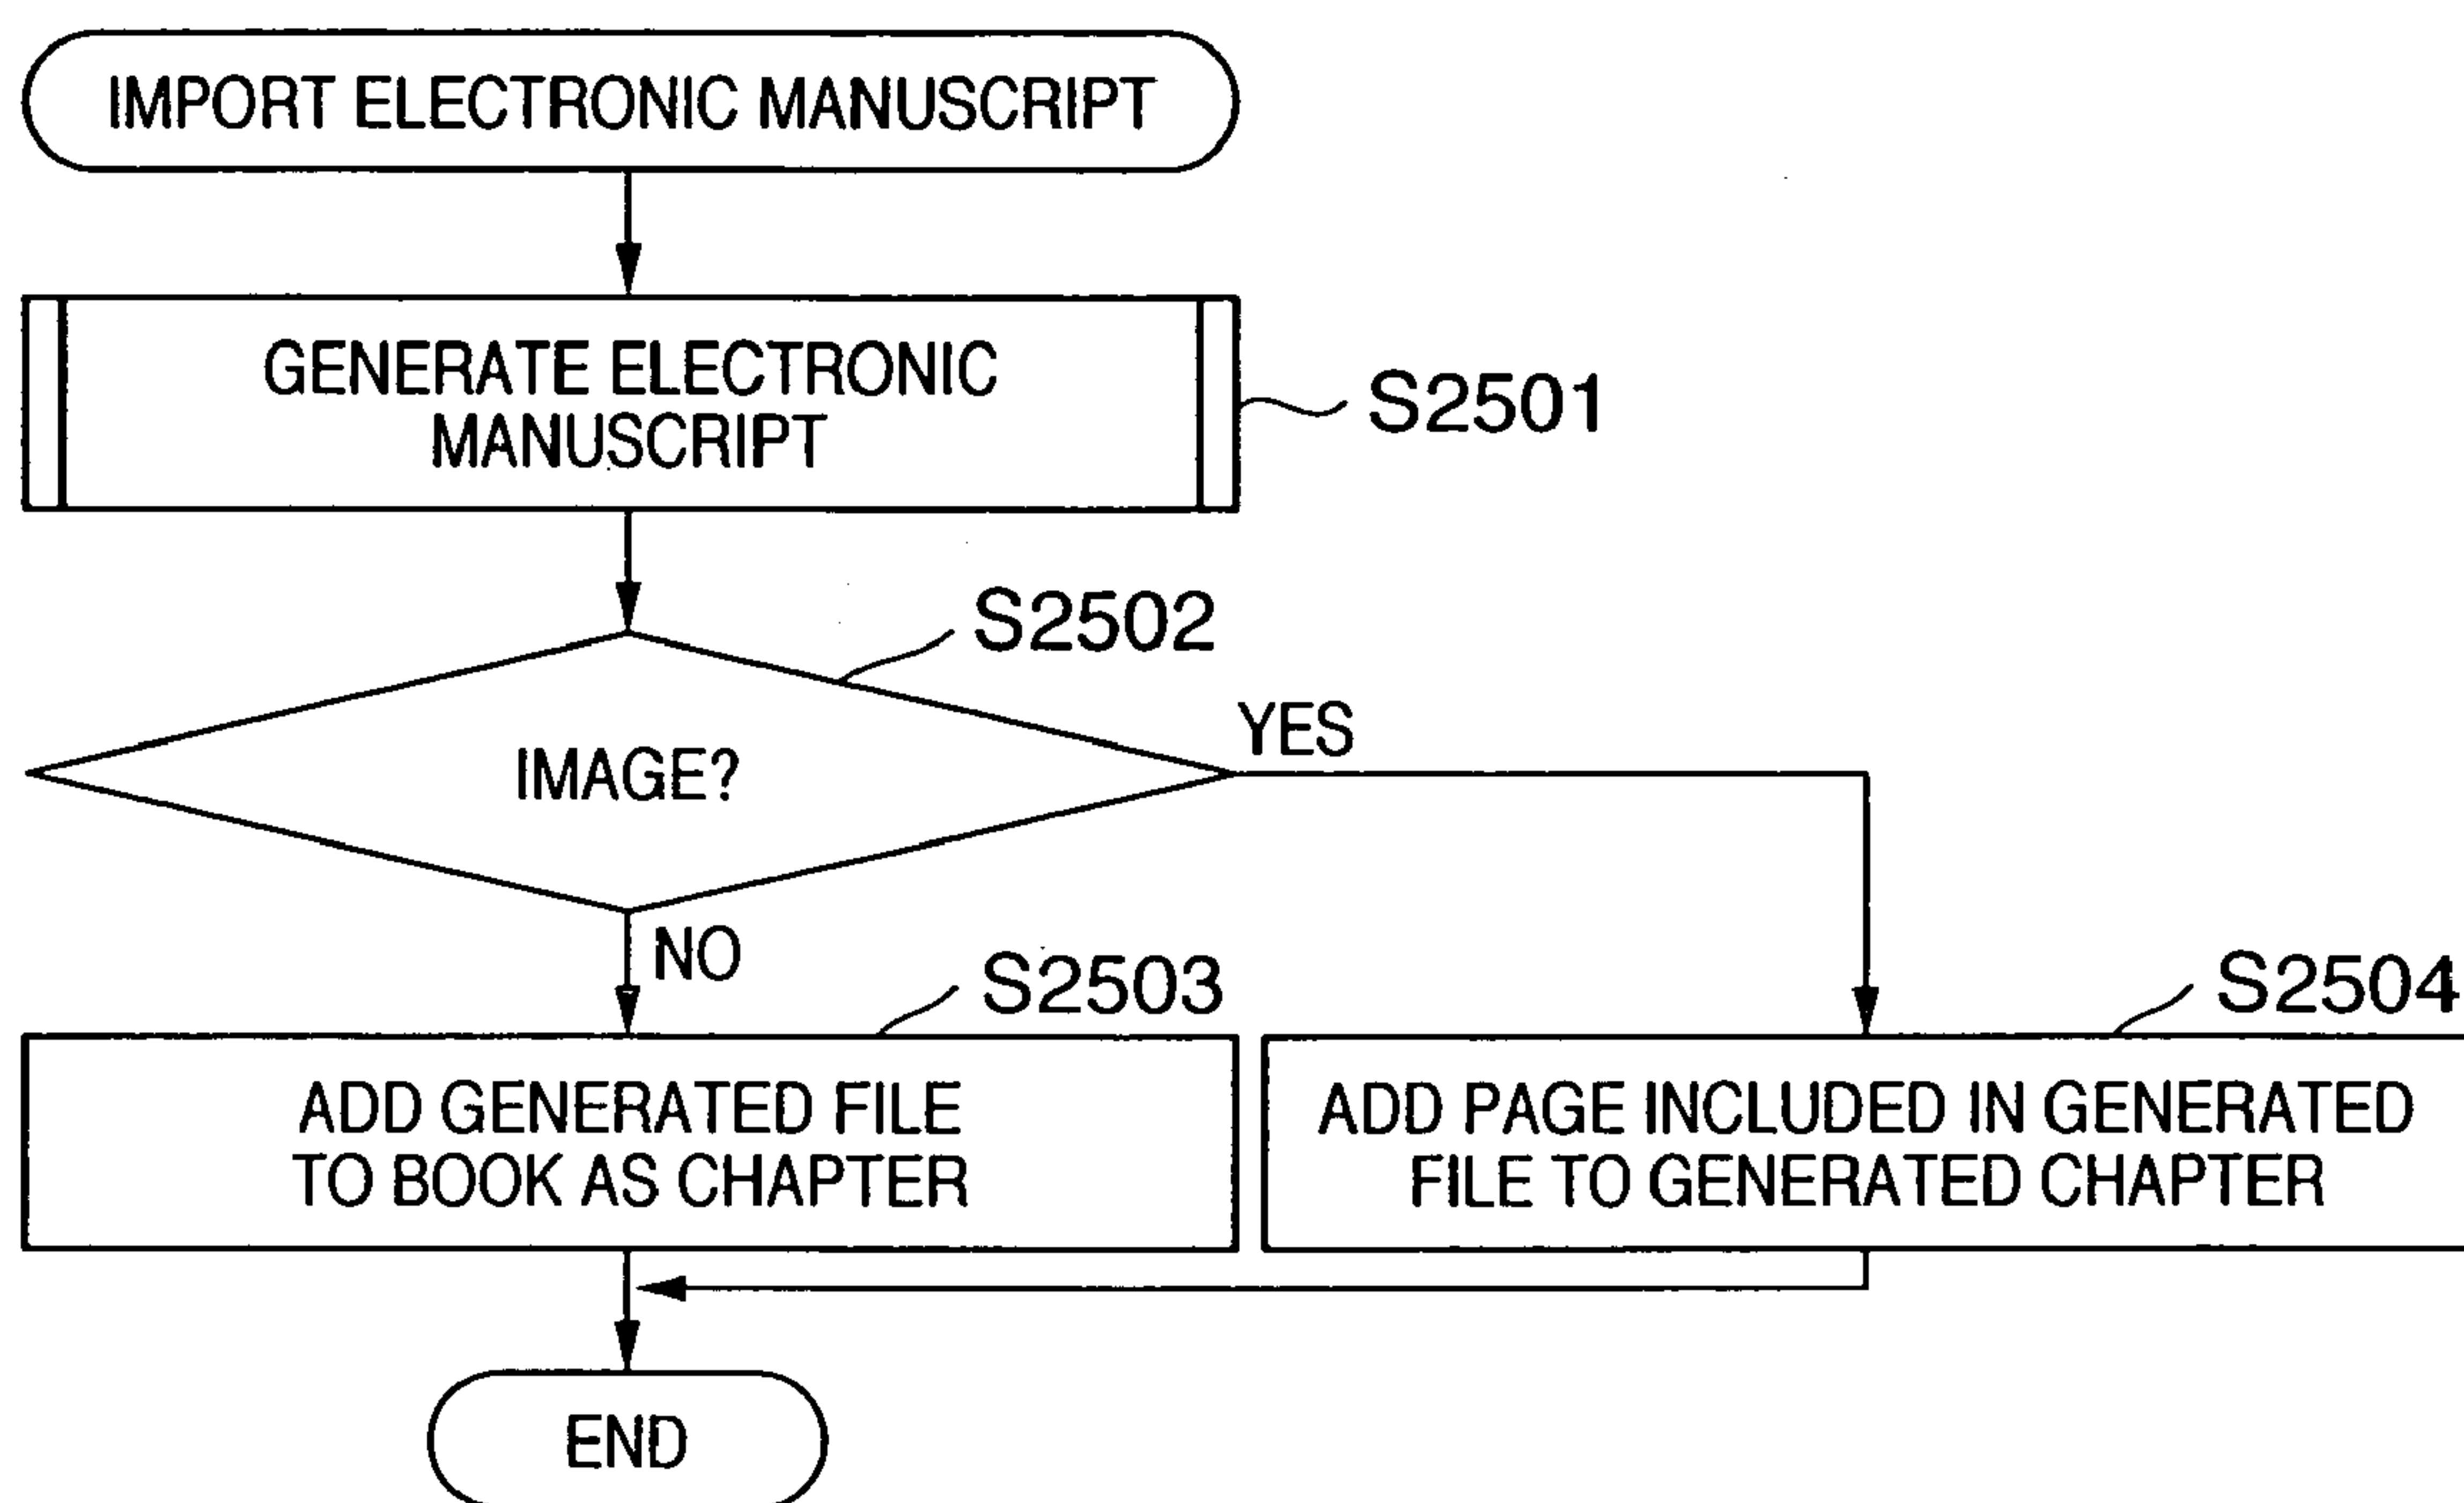 IMPORT ELECTRONIC MANUSCRIPT
GENERATE ELECTRONIC
MANUSCRIPT
S2501
S2502
IMAGE?
YES
NO
S2503
S2504
ADD GENERATED FILE
TO BOOK AS CHAPTER
ADD PAGE INCLUDED IN GENERATED
FILE TO GENERATED CHAPTER
END